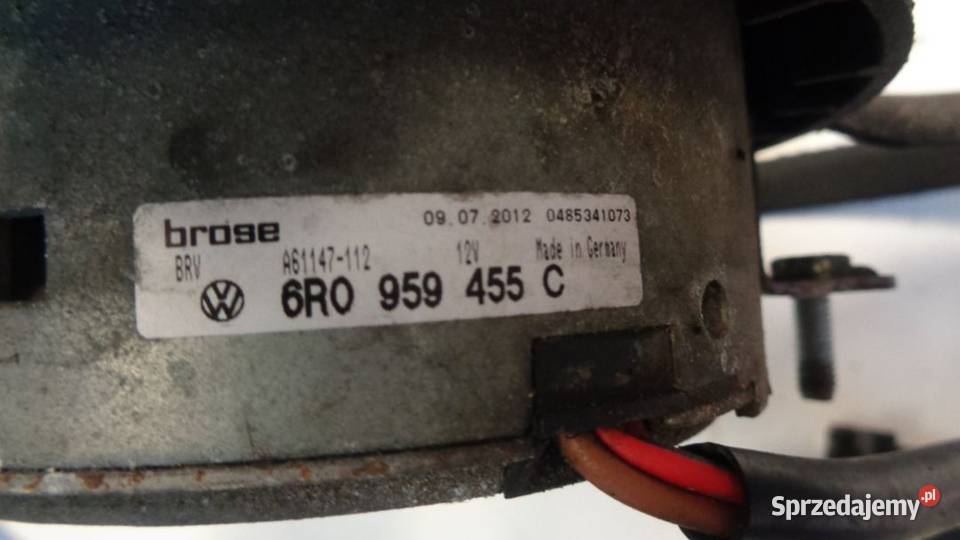 brose 09.07.2012 0485341073
BRV A61147-112 12V Made in Germany
6R0 959 455 C
Sprzedajemy.pl